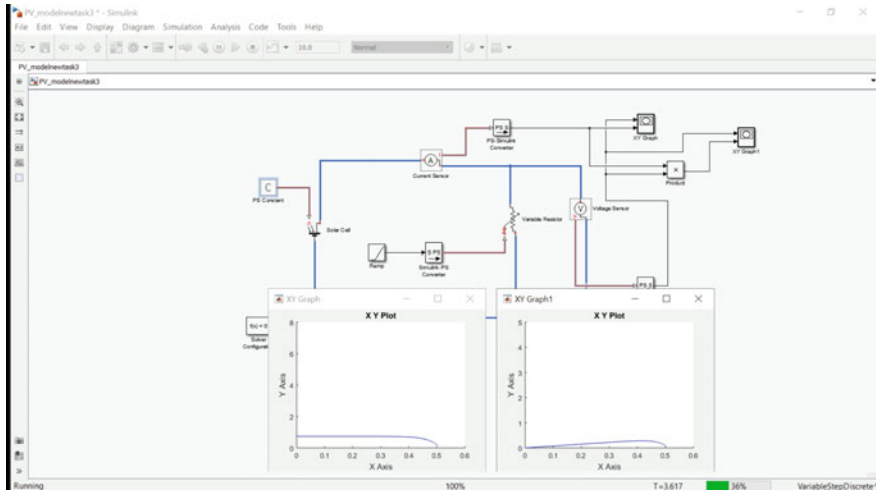 PV_modelnewtask3 * - Simulink
File Edit View Display Diagram Simulation Analysis Code Tools Help
10.0 Normal
PV_modelnewtask3
PV_modelnewtask3
PS S
PS-Simulink
Converter
XY Graph
XY Graph1
A
Current Sensor
×
Product
C
PS Constant
Solar Cell
Variable Resistor
V
Voltage Sensor
Ramp
S PS
Simulink-PS
Converter
PS S
f(x) = 0
Solver
Configuration
XY Graph
X Y Plot
Y Axis
8
6
4
2
0
0 0.1 0.2 0.3 0.4 0.5 0.6
X Axis
XY Graph1
X Y Plot
Y Axis
5
4
3
2
1
0
0 0.1 0.2 0.3 0.4 0.5 0.6
X Axis
Running 100% T=3.617 36% VariableStepDiscrete